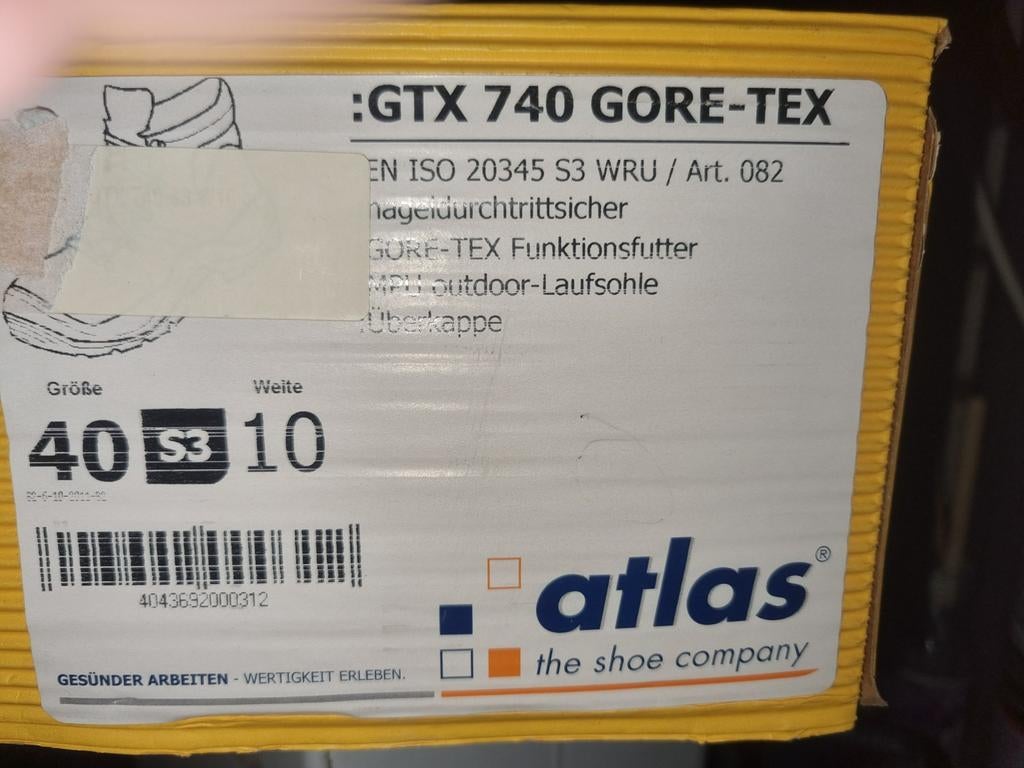 :GTX 740 GORE-TEX
EN ISO 20345 S3 WRU / Art. 082
nageldurchtrittsicher
GORE-TEX Funktionsfutter
MPU outdoor-Laufsohle
:Überkappe
Größe
Weite
40 S3 10
4043692000312
atlas®
the shoe company
GESÜNDER ARBEITEN - WERTIGKEIT ERLEBEN.